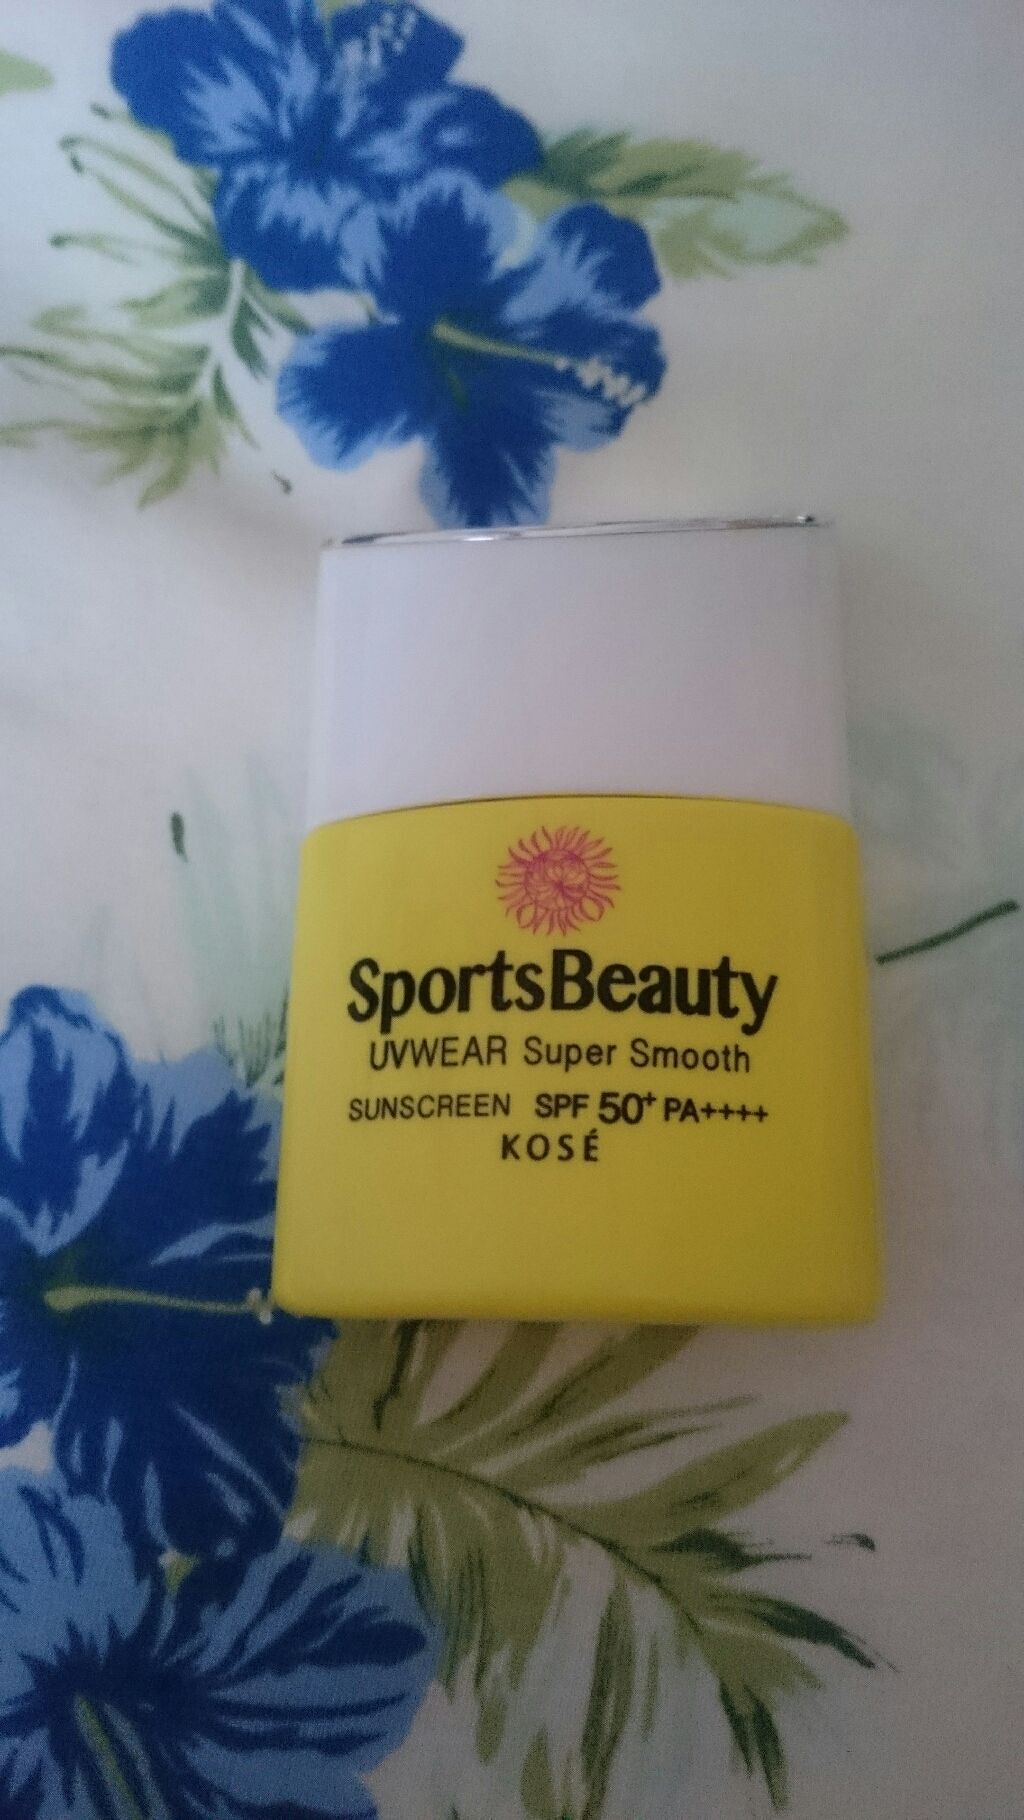 SportsBeauty
UVWEAR Super Smooth
SUNSCREEN SPF 50+ PA++++
KOSÉ